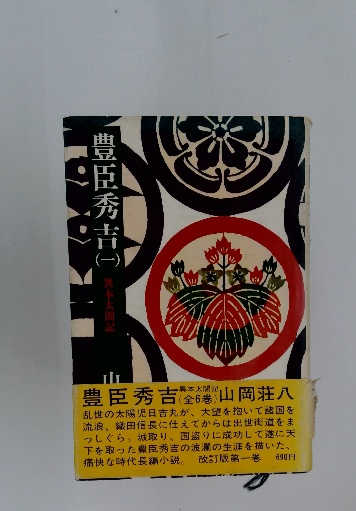 豊臣秀吉(一)
異本太閤記
山
豊臣秀吉 異本太閤記(全6巻) 山岡荘八
乱世の太陽児日吉丸が、大望を抱いて諸国を
流浪、織田信長に仕えてからは出世街道をま
っしぐら。城取り、国盗りに成功して遂に天
下を取った豊臣秀吉の波瀾の生涯を描いた、
痛快な時代長編小説。 改訂版第一巻 690円